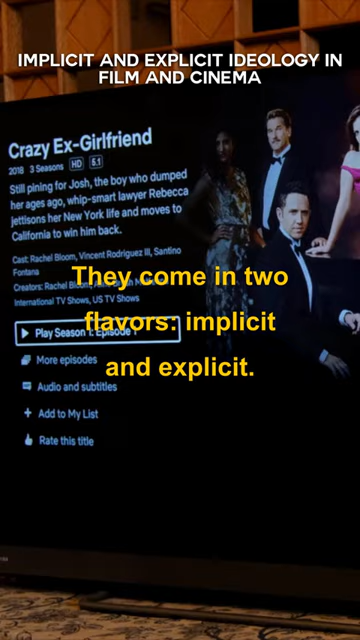 IMPLICIT AND EXPLICIT IDEOLOGY IN
FILM AND CINEMA
Crazy Ex-Girlfriend
2018 3 Seasons HD 5.1
Still pining for Josh, the boy who dumped
her ages ago, whip-smart lawyer Rebecca
jettisons her New York life and moves to
California to win him back.
Cast: Rachel Bloom, Vincent Rodriguez III, Santino
Fontana
Creators: Rachel Bloom,
International TV Shows, US TV Shows
They come in two
flavors: implicit
and explicit.
Play Season 1: Episode 1
More episodes
Audio and subtitles
Add to My List
Rate this title